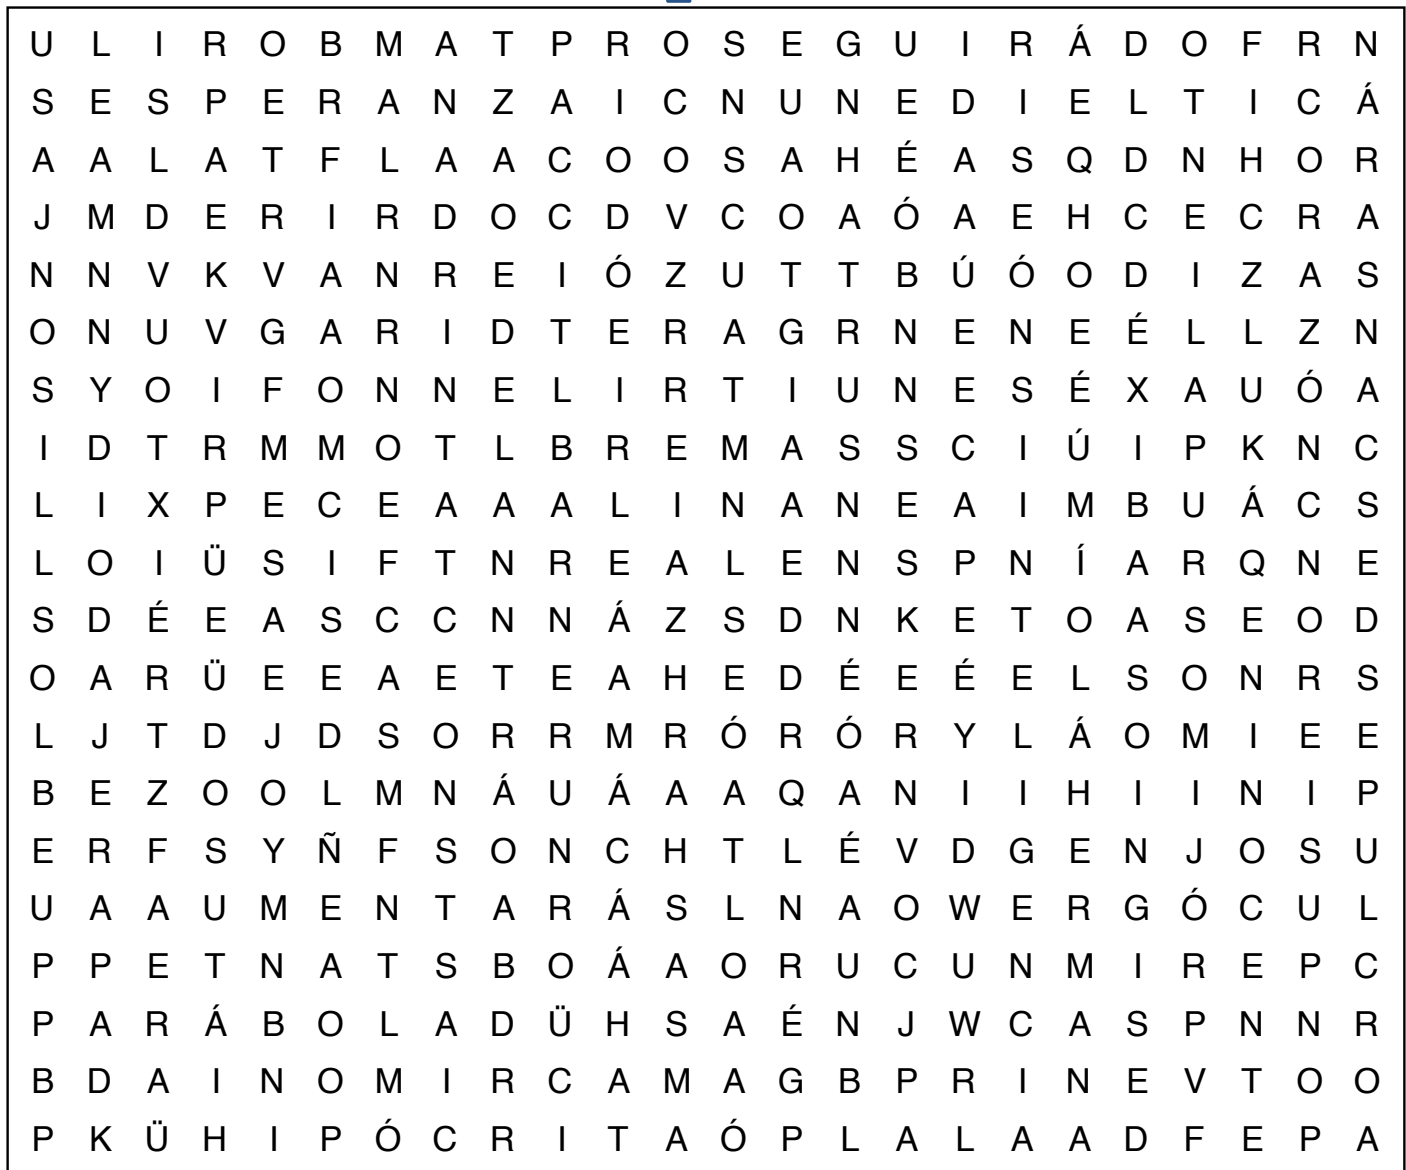 U L I R O B M A T P R O S E G U I R Á D O F R N
S E S P E R A N Z A I C N U N E D I E L T I C Á
A A L A T F L A A C O O S A H É A S Q D N H O R
J M D E R I R D O C D V C O A Ó A E H C E C R A
N N V K V A N R E I Ó Z U T T B Ú Ó O D I Z A S
O N U V G A R I D T E R A G R N E N E É L L Z N
S Y O I F O N N E L I R T I U N E S É X A U Ó A
I D T R M M O T L B R E M A S S C I Ú I P K N C
L I X P E C E A A A L I N A N E A I M B U Á C S
L O I Ü S I F T N R E A L E N S P N Í A R Q N E
S D É E A S C C N N Á Z S D N K E T O A S E O D
O A R Ü E E A E T E A H E D É E É E L S O N R S
L J T D J D S O R R M R Ó R Ó R Y L Á O M I E E
B E Z O O L M N Á U Á A A Q A N I I H I I N I P
E R F S Y Ñ F S O N C H T L É V D G E N J O S U
U A A U M E N T A R Á S L N A O W E R G Ó C U L
P P E T N A T S B O Á A O R U C U N M I R E P C
P A R Á B O L A D Ü H S A É N J W C A S P N N R
B D A I N O M I R C A M A G B P R I N E V T O O
P K Ü H I P Ó C R I T A Ó P L A L A A D F E P A